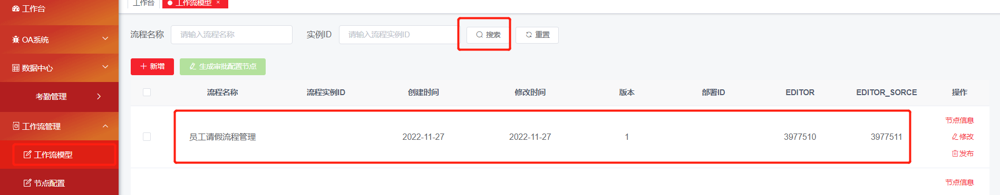 工作台
OA系统
数据中心
考勤管理
工作流管理
工作流模型
节点配置
工作台 工作流模型 ×
流程名称 请输入流程名称 实例ID 请输入流程实例ID 搜索 重置
新增 生成审批配置节点
流程名称 流程实例ID 创建时间 修改时间 版本 部署ID EDITOR EDITOR_SORCE 操作
员工请假流程管理 2022-11-27 2022-11-27 1 3977510 3977511 节点信息
修改
发布
节点信息